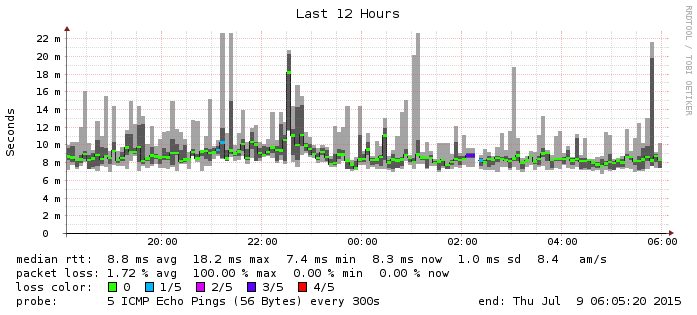 Last 12 Hours
RRDTOOL / TOBI OETIKER
Seconds
22 m
20 m
18 m
16 m
14 m
12 m
10 m
8 m
6 m
4 m
2 m
0
20:00 22:00 00:00 02:00 04:00 06:00
median rtt: 8.8 ms avg 18.2 ms max 7.4 ms min 8.3 ms now 1.0 ms sd 8.4 am/s
packet loss: 1.72 % avg 100.00 % max 0.00 % min 0.00 % now
loss color: 0 1/5 2/5 3/5 4/5
probe: 5 ICMP Echo Pings (56 Bytes) every 300s end: Thu Jul 9 06:05:20 2015